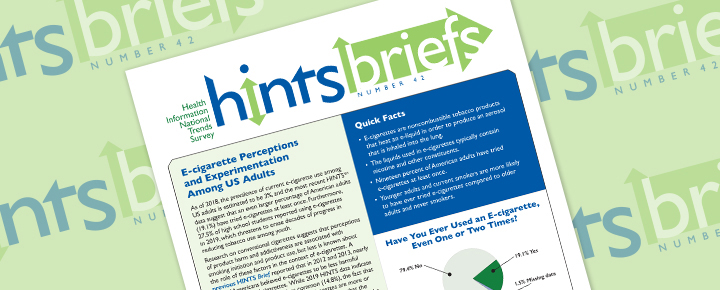 hints briefs
NUMBER 42
Health
Information
National
Trends
Survey
E-cigarette Perceptions
and Experimentation
Among US Adults
As of 2018, the prevalence of current e-cigarette use among
US adults is estimated to be 3%, and the most recent HINTS
data suggest that an even larger percentage of American adults
(19.1%) have tried e-cigarettes at least once. Furthermore,
27.5% of high school students reported using e-cigarettes
in 2019, which threatens to erase decades of progress in
reducing tobacco use among youth.
Research on conventional cigarettes suggests that perceptions
of product harm and addictiveness are associated with
smoking initiation and product use, but less is known about
the role of these factors in the context of e-cigarettes. A
previous HINTS Brief reported that in 2012 and 2013, nearly
Americans believed e-cigarettes to be less harmful
cigarettes. While 2019 HINTS data indicate
common (14.8%), the fact that
are more or
has the
Quick Facts
• E-cigarettes are noncombustible tobacco products
that heat an e-liquid in order to produce an aerosol
that is inhaled into the lung.
• The liquids used in e-cigarettes typically contain
nicotine and other constituents.
• Nineteen percent of American adults have tried
e-cigarettes at least once.
• Younger adults and current smokers are more likely
to have ever tried e-cigarettes compared to older
adults and never smokers.
Have You Ever Used an E-cigarette,
Even One or Two Times?
79.4% No
19.1% Yes
1.5% Missing data
nts briefs
NUMBER 42
briefs
NUMBER 42
hints
nts
ts brie
NUMBER